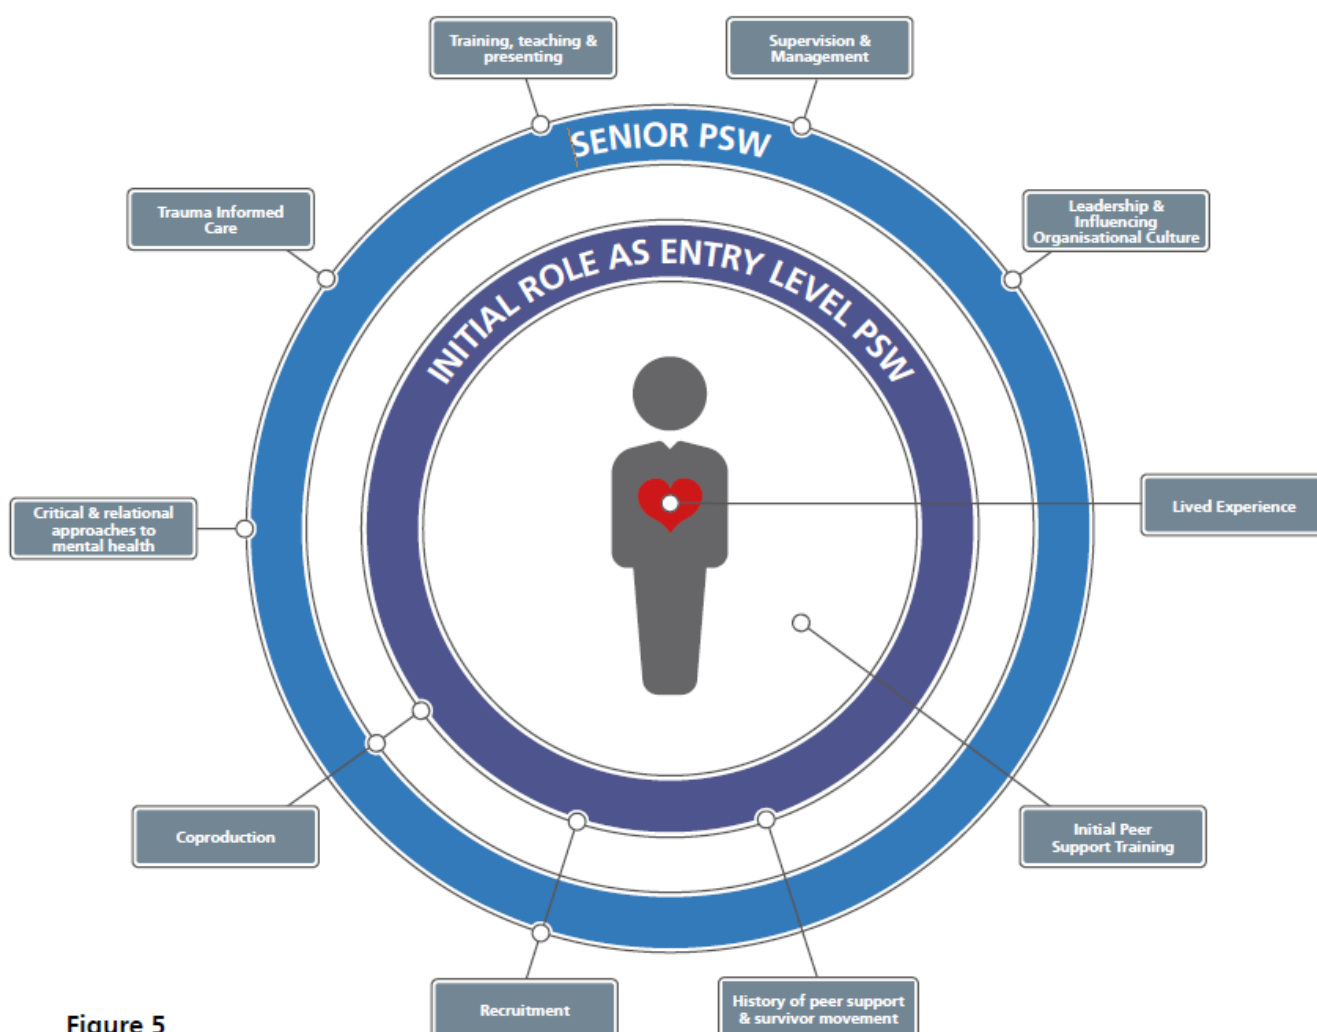 Training, teaching &
presenting
Supervision &
Management
SENIOR PSW
Trauma Informed
Care
Leadership &
Influencing
Organisational Culture
INITIAL ROLE AS ENTRY LEVEL PSW
Critical & relational
approaches to
mental health
Lived Experience
Coproduction
Initial Peer
Support Training
Recruitment
History of peer support
& survivor movement
Figure 5